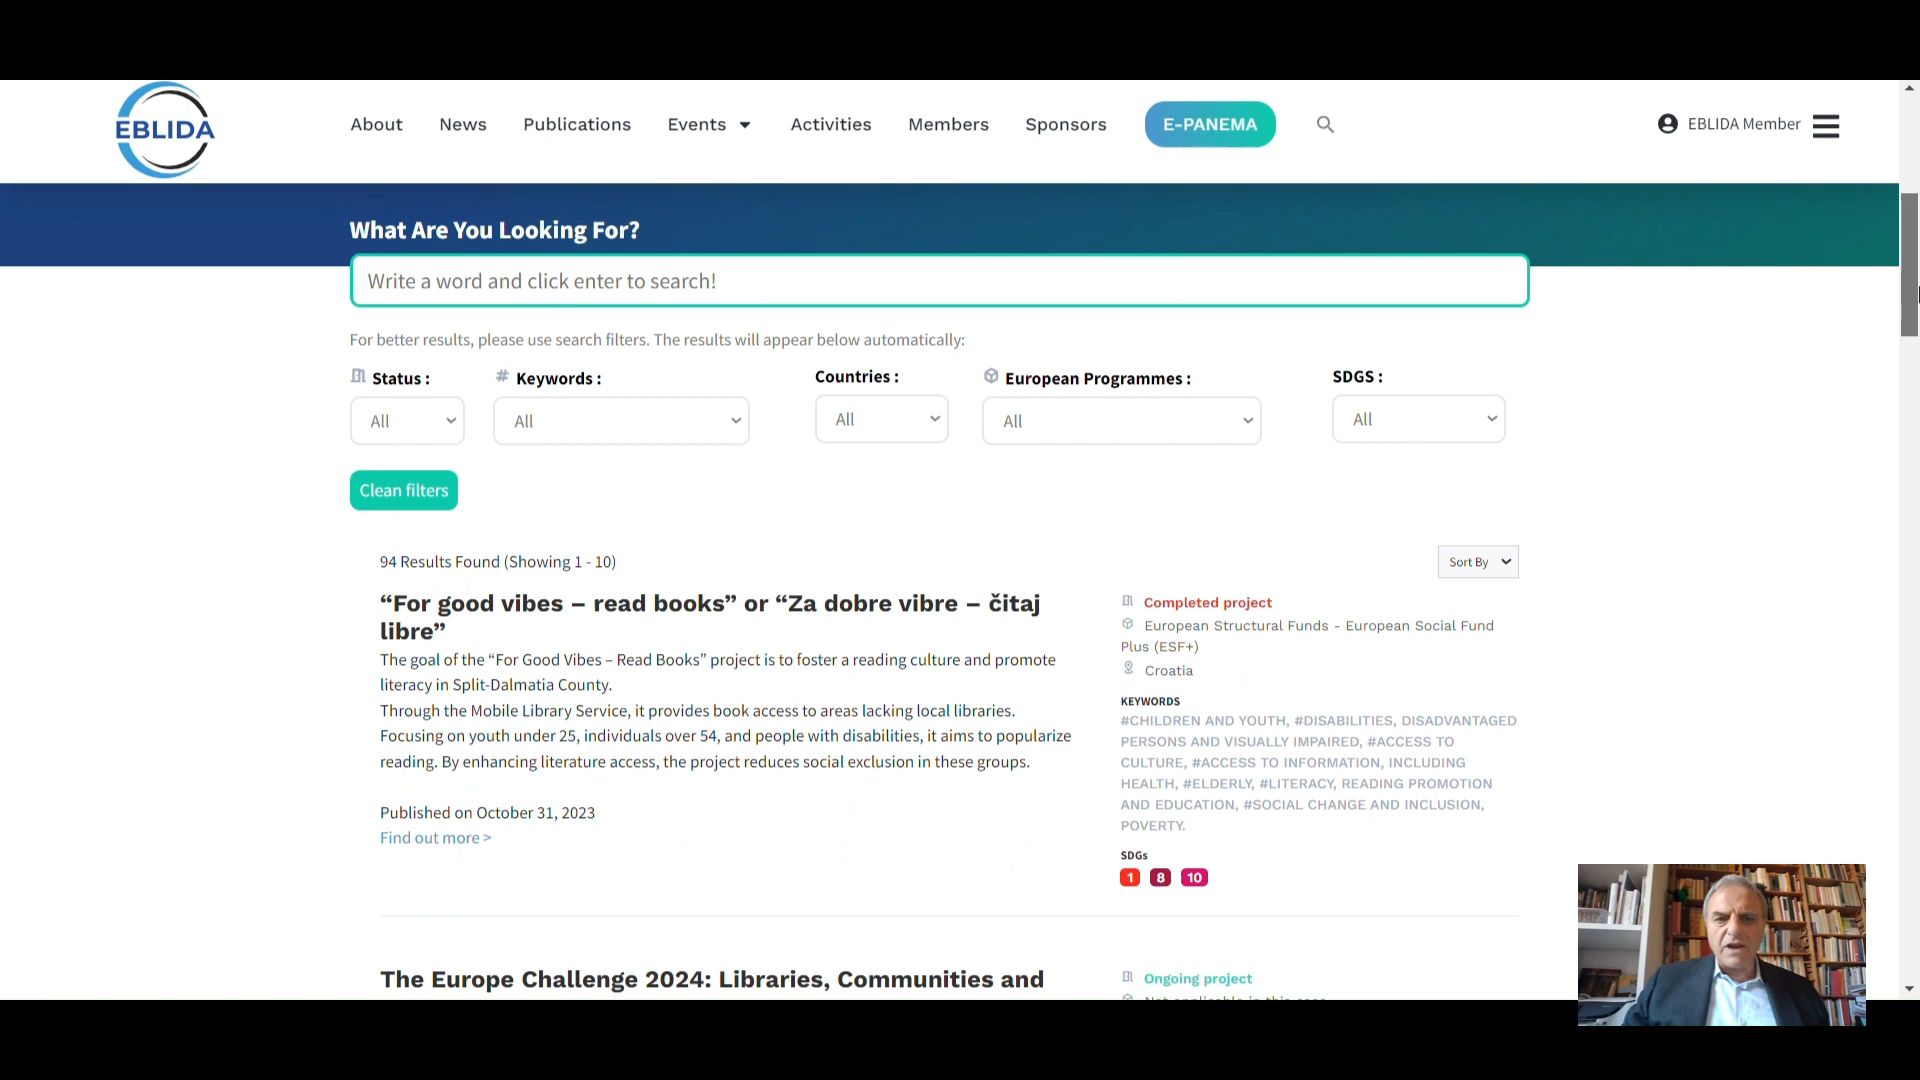 EBLIDA
About
News
Publications
Events
Activities
Members
Sponsors
E-PANEMA
EBLIDA Member
What Are You Looking For?
Write a word and click enter to search!
For better results, please use search filters. The results will appear below automatically:
Status :
Keywords :
Countries :
European Programmes :
SDGS :
All
All
All
All
All
Clean filters
94 Results Found (Showing 1 - 10)
Sort By
“For good vibes – read books” or “Za dobre vibre – čitaj
libre”
The goal of the “For Good Vibes – Read Books” project is to foster a reading culture and promote
literacy in Split-Dalmatia County.
Through the Mobile Library Service, it provides book access to areas lacking local libraries.
Focusing on youth under 25, individuals over 54, and people with disabilities, it aims to popularize
reading. By enhancing literature access, the project reduces social exclusion in these groups.
Published on October 31, 2023
Find out more >
Completed project
European Structural Funds - European Social Fund
Plus (ESF+)
Croatia
KEYWORDS
#CHILDREN AND YOUTH, #DISABILITIES, DISADVANTAGED
PERSONS AND VISUALLY IMPAIRED, #ACCESS TO
CULTURE, #ACCESS TO INFORMATION, INCLUDING
HEALTH, #ELDERLY, #LITERACY, READING PROMOTION
AND EDUCATION, #SOCIAL CHANGE AND INCLUSION,
POVERTY.
SDGs
1 8 10
The Europe Challenge 2024: Libraries, Communities and
Ongoing project